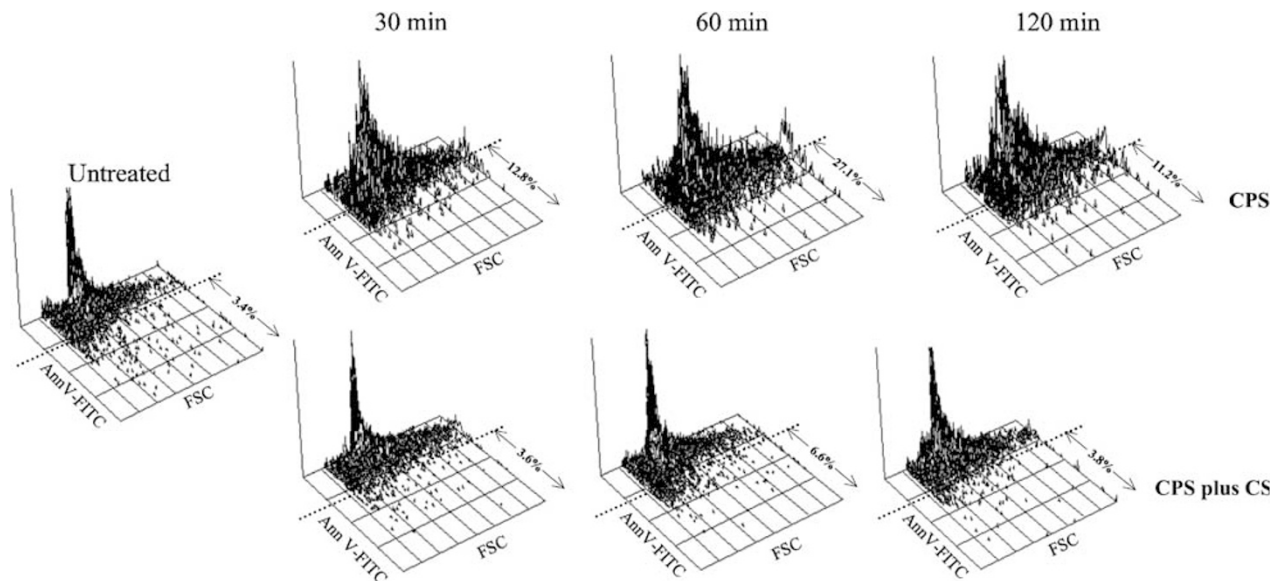 30 min
60 min
120 min
12.8%
Ann V-FITC
FSC
27.1%
Ann V-FITC
FSC
11.2%
Ann V-FITC
FSC
CPS
Untreated
3.4%
AnnV-FITC
FSC
3.6%
Ann V-FITC
FSC
6.6%
AnnV-FITC
FSC
3.8%
AnnV-FITC
FSC
CPS plus CS